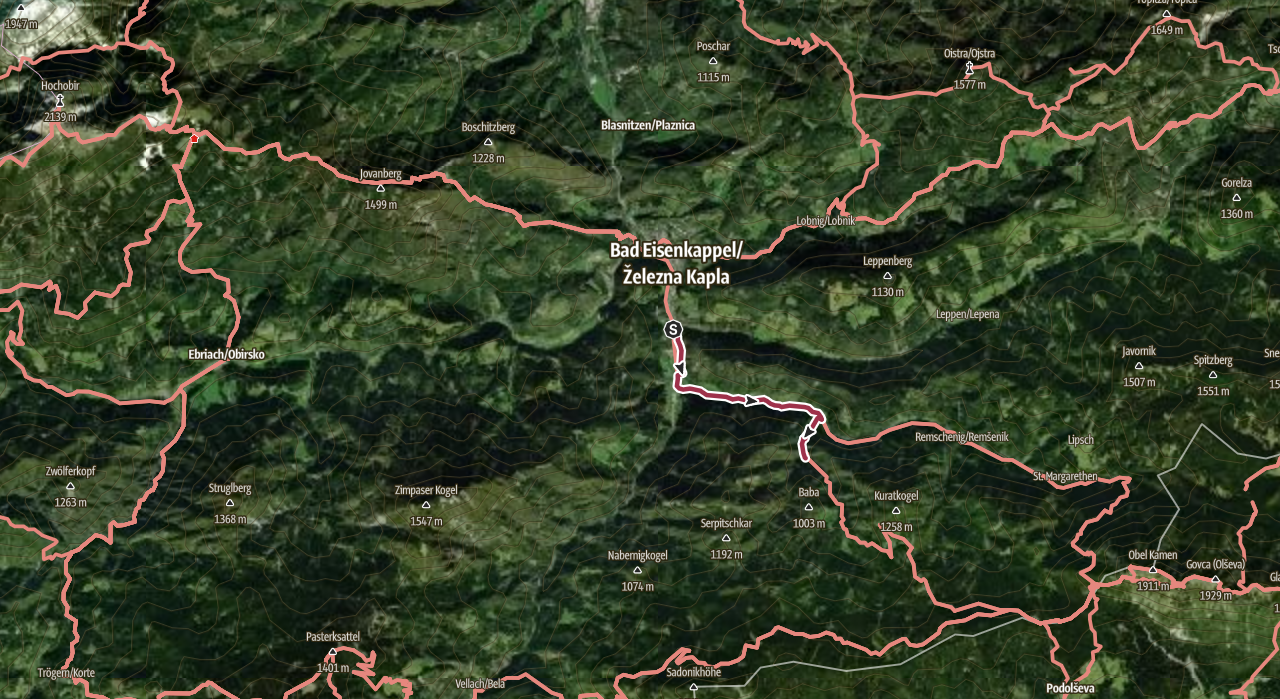 1947 m
Topitza/Topica
1649 m
Poschar
1115 m
Oistra/Ojstra
1577 m
Hochobir
2139 m
Blasnitzen/Plaznica
Boschitzberg
1228 m
Jovanberg
1499 m
Gorelza
1360 m
Lobnig/Lobnik
Bad Eisenkappel/
Železna Kapla
Leppenberg
1130 m
Leppen/Lepena
S
Ebriach/Obirsko
Javornik
1507 m
Spitzberg
1551 m
Remschenig/Remšenik
Lipsch
St. Margarethen
Zwölferkopf
1263 m
Struglberg
1368 m
Zimpaser Kogel
1547 m
Baba
1003 m
Kuratkogel
1258 m
Serpitschkar
1192 m
Nabernigkogel
1074 m
Obel Kamen
1911 m
Govca (Olševa)
1929 m
Pasterksattel
1401 m
Trögern/Korte
Vellach/Bela
Sadonikhöhe
Podolševa